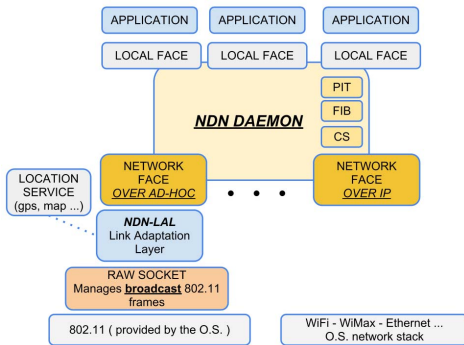 APPLICATION APPLICATION APPLICATION
LOCAL FACE LOCAL FACE LOCAL FACE
PIT
FIB
CS
NDN DAEMON
NETWORK
FACE
OVER AD-HOC
NETWORK
FACE
OVER IP
LOCATION
SERVICE
(gps, map ...)
NDN-LAL
Link Adaptation
Layer
RAW SOCKET
Manages broadcast 802.11
frames
802.11 ( provided by the O.S. )
WiFi - WiMax - Ethernet ...
O.S. network stack